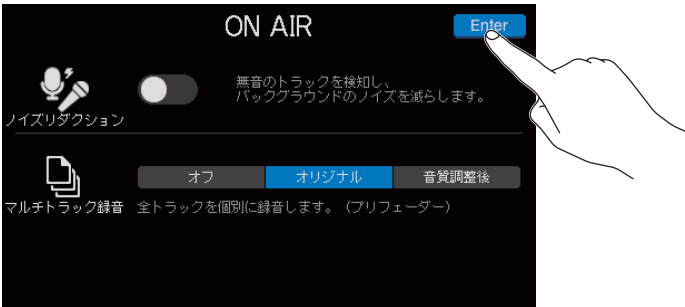 ON AIR
Enter
無音のトラックを検知し、
バックグラウンドのノイズを減らします。
ノイズリダクション
オフ
オリジナル
音質調整後
マルチトラック録音
全トラックを個別に録音します。（プリフェーダー）